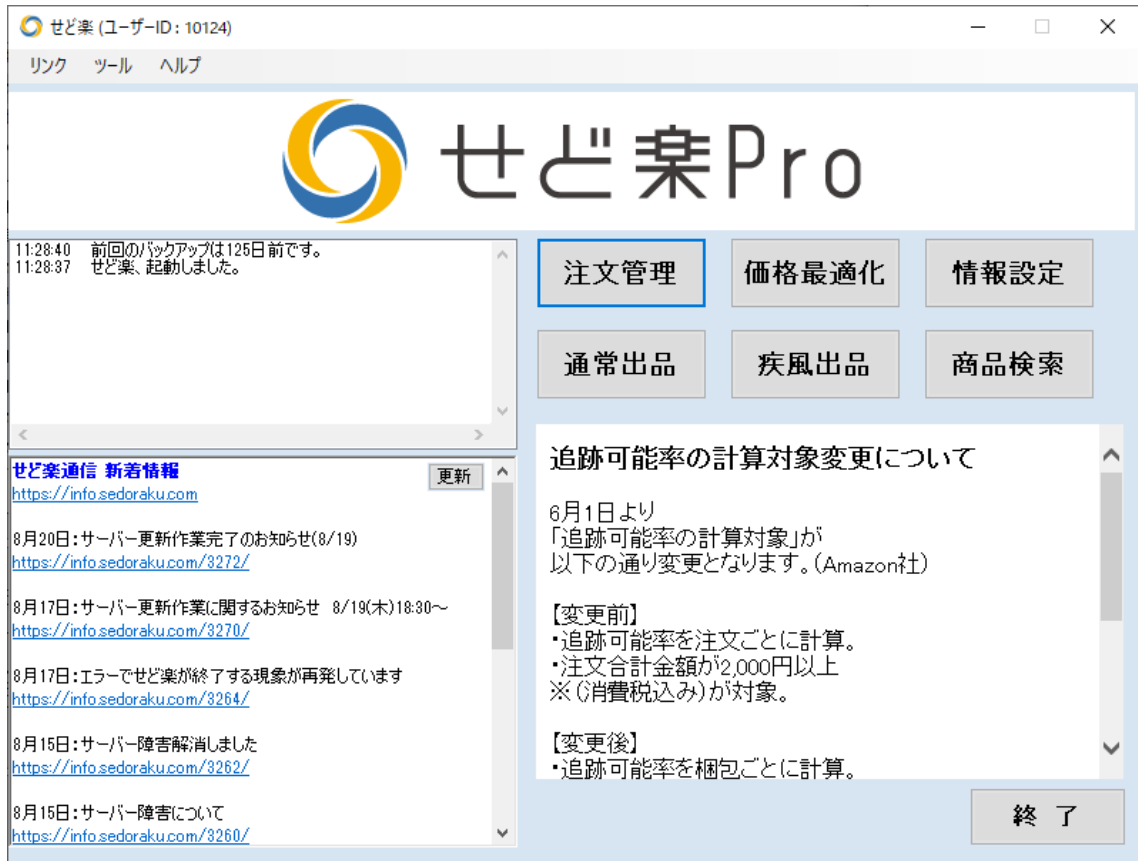 せど楽 (ユーザーID : 10124)
リンク ツール ヘルプ
せど楽Pro
11:28:40 前回のバックアップは125日前です。
11:28:37 せど楽、起動しました。
注文管理 価格最適化 情報設定
通常出品 疾風出品 商品検索
せど楽通信 新着情報 更新
https://info.sedoraku.com
8月20日:サーバー更新作業完了のお知らせ(8/19)
https://info.sedoraku.com/3272/
8月17日:サーバー更新作業に関するお知らせ 8/19(木)18:30～
https://info.sedoraku.com/3270/
8月17日:エラーでせど楽が終了する現象が再発しています
https://info.sedoraku.com/3264/
8月15日:サーバー障害解消しました
https://info.sedoraku.com/3262/
8月15日:サーバー障害について
https://info.sedoraku.com/3260/
追跡可能率の計算対象変更について
6月1日より
「追跡可能率の計算対象」が
以下の通り変更となります。(Amazon社)
【変更前】
・追跡可能率を注文ごとに計算。
・注文合計金額が2,000円以上
※(消費税込み)が対象。
【変更後】
・追跡可能率を梱包ごとに計算。
終 了